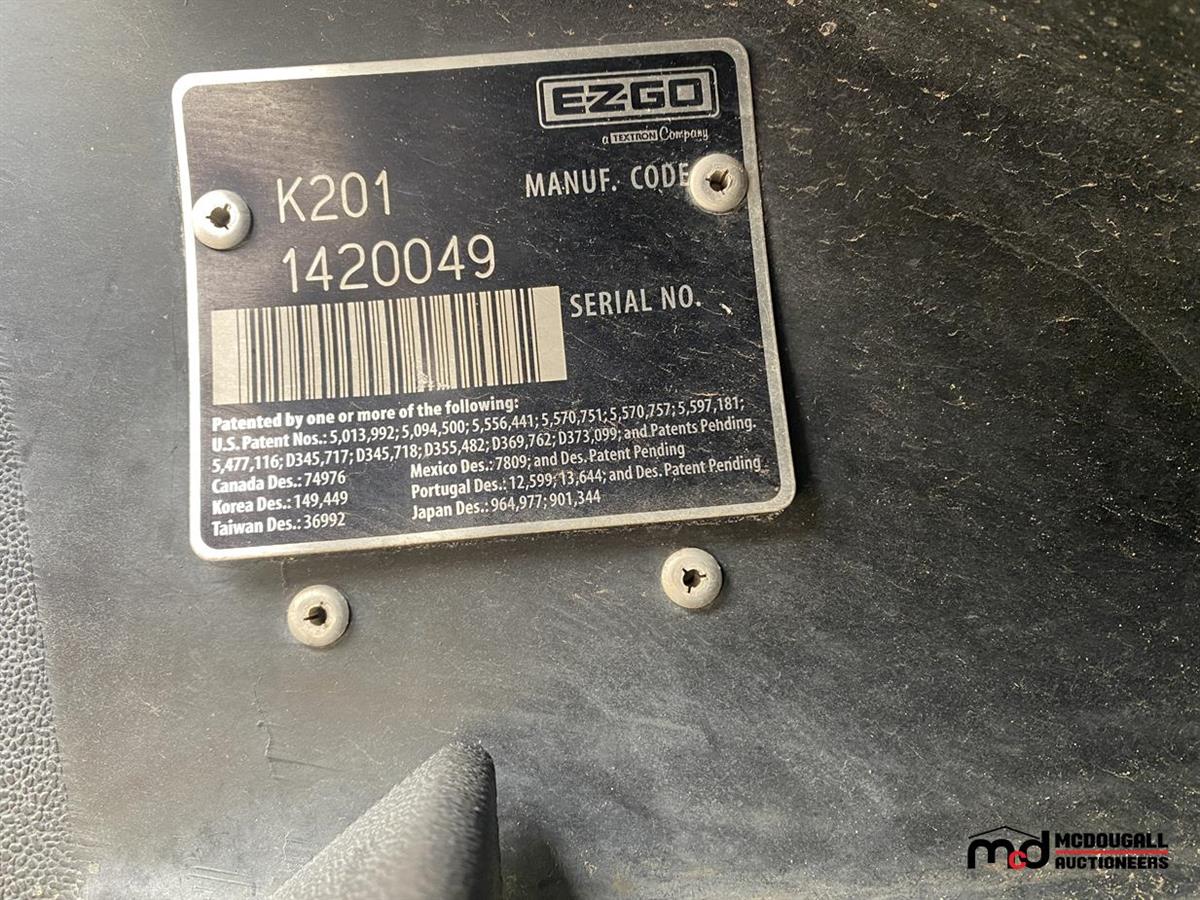 E-Z-GO
a TEXTRON Company
K201 MANUF. CODE
1420049
SERIAL NO.
Patented by one or more of the following:
U.S. Patent Nos.: 5,013,992; 5,094,500; 5,556,441; 5,570,751; 5,570,757; 5,597,181;
5,477,116; D345,717; D345,718; D355,482; D369,762; D373,099; and Patents Pending.
Canada Des.: 74976 Mexico Des.: 7809; and Des. Patent Pending
Korea Des.: 149,449 Portugal Des.: 12,599; 13,644; and Des. Patent Pending
Taiwan Des.: 36992 Japan Des.: 964,977; 901,344
mcd MCDOUGALL
AUCTIONEERS